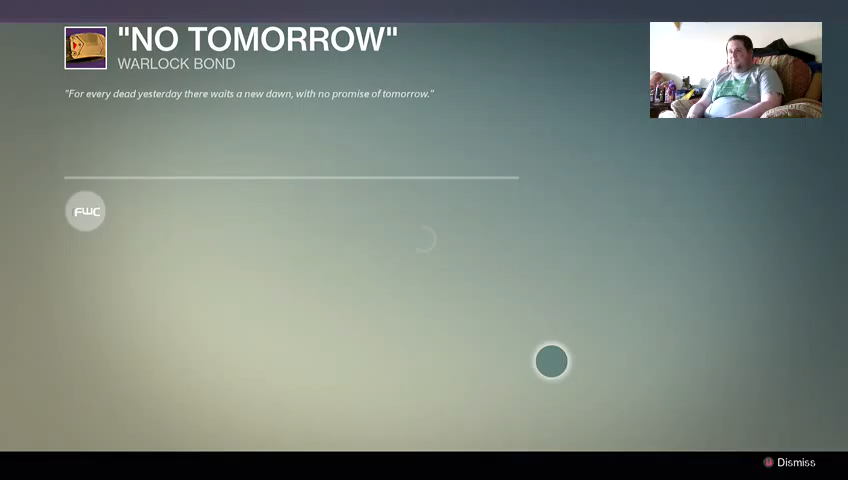 "NO TOMORROW"
WARLOCK BOND
"For every dead yesterday there waits a new dawn, with no promise of tomorrow."
FWC
Dismiss